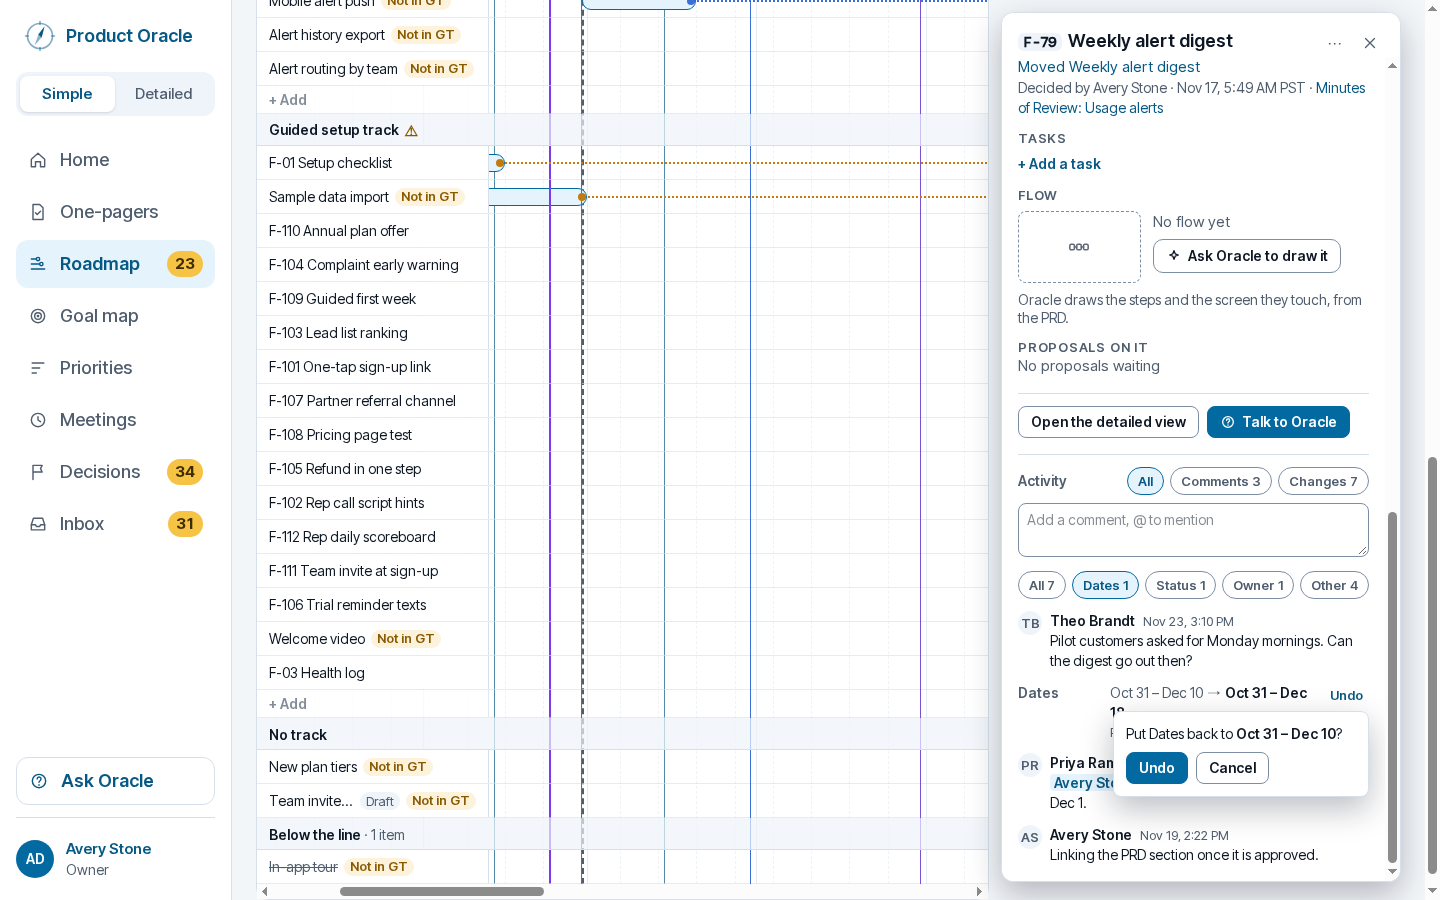 Product Oracle
Simple
Detailed
Home
One-pagers
Roadmap 23
Goal map
Priorities
Meetings
Decisions 34
Inbox 31
Ask Oracle
AD
Avery Stone
Owner
Mobile alert push Not in GT
Alert history export Not in GT
Alert routing by team Not in GT
+ Add
Guided setup track
F-01 Setup checklist
Sample data import Not in GT
F-110 Annual plan offer
F-104 Complaint early warning
F-109 Guided first week
F-103 Lead list ranking
F-101 One-tap sign-up link
F-107 Partner referral channel
F-108 Pricing page test
F-105 Refund in one step
F-102 Rep call script hints
F-112 Rep daily scoreboard
F-111 Team invite at sign-up
F-106 Trial reminder texts
Welcome video Not in GT
F-03 Health log
+ Add
No track
New plan tiers Not in GT
Team invite... Draft Not in GT
Below the line · 1 item
In-app tour Not in GT
F-79 Weekly alert digest
Moved Weekly alert digest
Decided by Avery Stone · Nov 17, 5:49 AM PST · Minutes
of Review: Usage alerts
TASKS
+ Add a task
FLOW
No flow yet
Ask Oracle to draw it
Oracle draws the steps and the screen they touch, from
the PRD.
PROPOSALS ON IT
No proposals waiting
Open the detailed view
Talk to Oracle
Activity
All
Comments 3
Changes 7
Add a comment, @ to mention
All 7
Dates 1
Status 1
Owner 1
Other 4
TB
Theo Brandt Nov 23, 3:10 PM
Pilot customers asked for Monday mornings. Can
the digest go out then?
Dates
Oct 31 – Dec 10 → Oct 31 – Dec
Undo
Put Dates back to Oct 31 – Dec 10?
Undo
Cancel
PR
Priya
Avery
Dec 1.
AS
Avery Stone Nov 19, 2:22 PM
Linking the PRD section once it is approved.